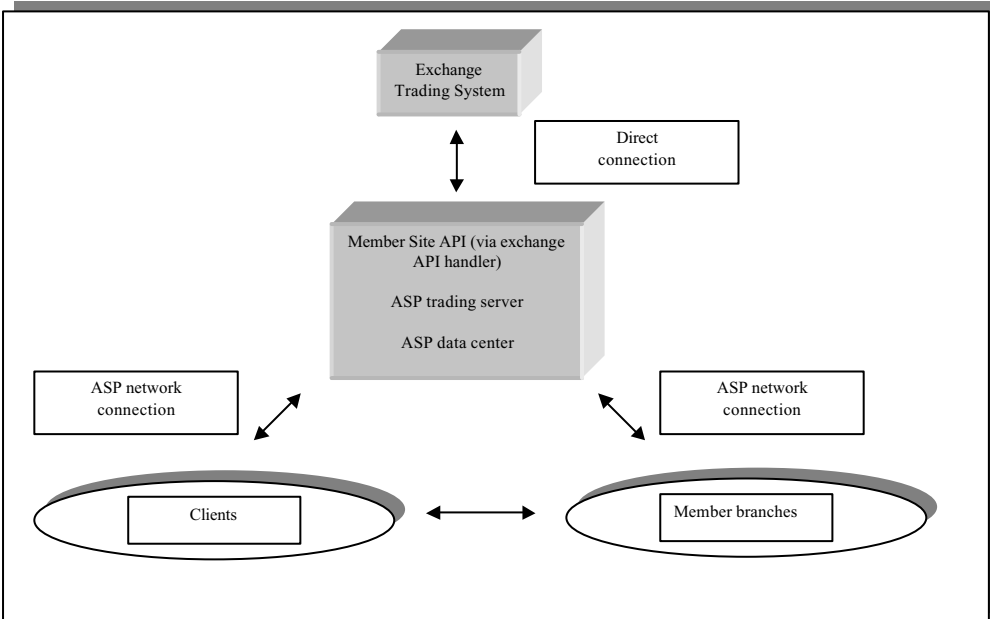 Exchange
Trading System
Direct
connection
Member Site API (via exchange
API handler)
ASP trading server
ASP data center
ASP network
connection
ASP network
connection
Clients
Member branches